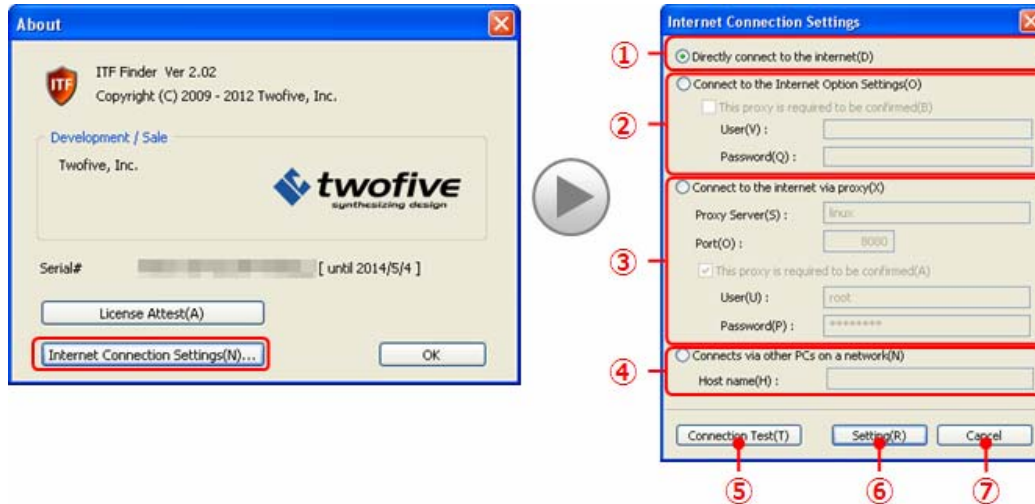 About
ITF
ITF Finder Ver 2.02
Copyright (C) 2009 - 2012 Twofive, Inc.
Development / Sale
Twofive, Inc.
twofive
synthesizing design
Serial# [ until 2014/5/4 ]
License Attest(A)
Internet Connection Settings(N)...
OK
Internet Connection Settings
① Directly connect to the internet(D)
Connect to the Internet Option Settings(O)
This proxy is required to be confirmed(B)
② User(V) :
Password(Q) :
Connect to the internet via proxy(X)
Proxy Server(S) : linux
Port(O) : 8080
③ This proxy is required to be confirmed(A)
User(U) : root
Password(P) : ********
Connects via other PCs on a network(N)
④ Host name(H) :
Connection Test(T) Setting(R) Cancel
⑤ ⑥ ⑦